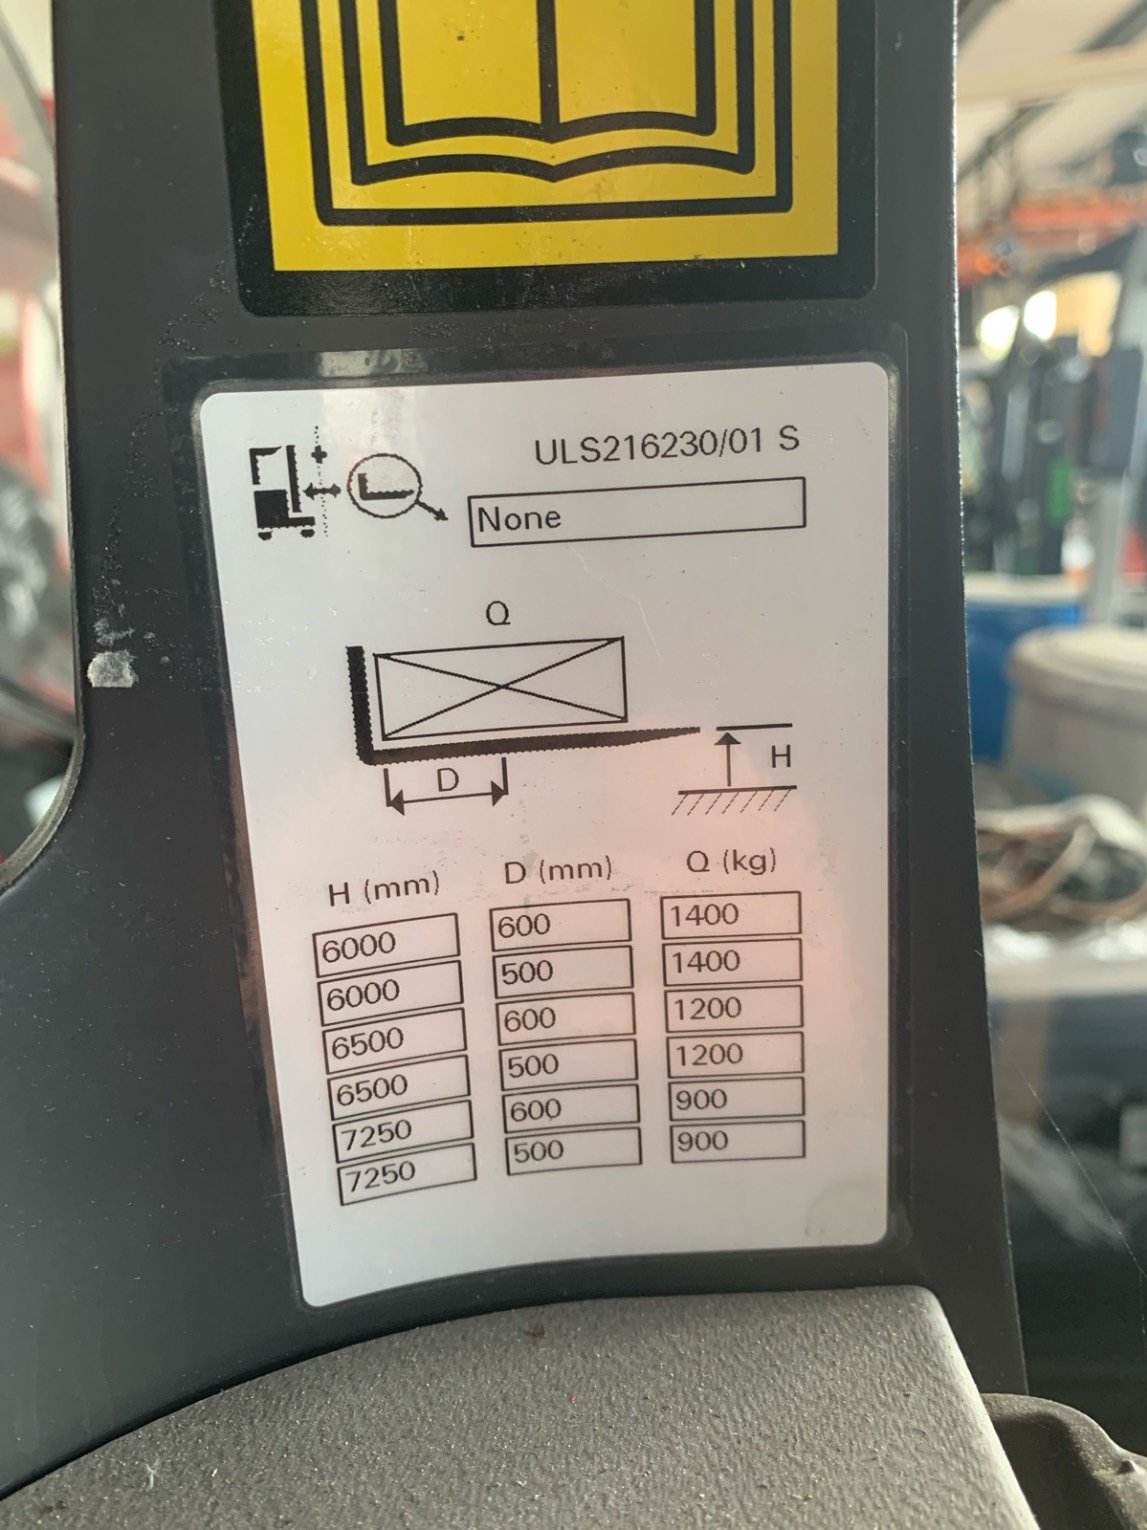 ULS216230/01 S
None
Q
D
H
H (mm) D (mm) Q (kg)
6000 600 1400
6000 500 1400
6500 600 1200
6500 500 1200
7250 600 900
7250 500 900